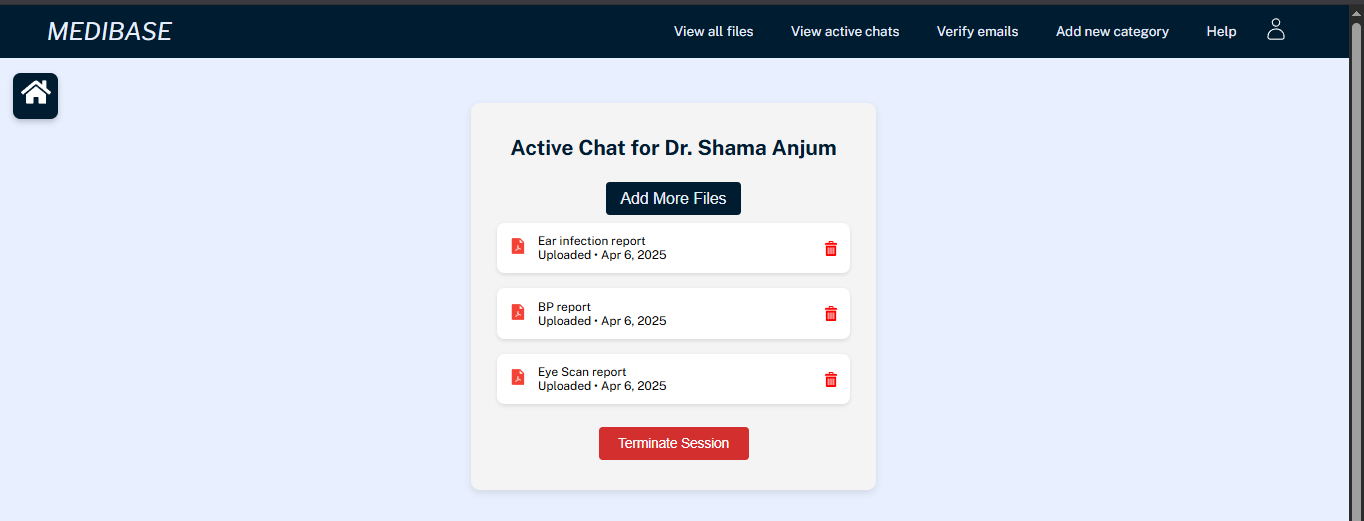 MEDIBASE
View all files
View active chats
Verify emails
Add new category
Help
Active Chat for Dr. Shama Anjum
Add More Files
Ear infection report
Uploaded • Apr 6, 2025
BP report
Uploaded • Apr 6, 2025
Eye Scan report
Uploaded • Apr 6, 2025
Terminate Session